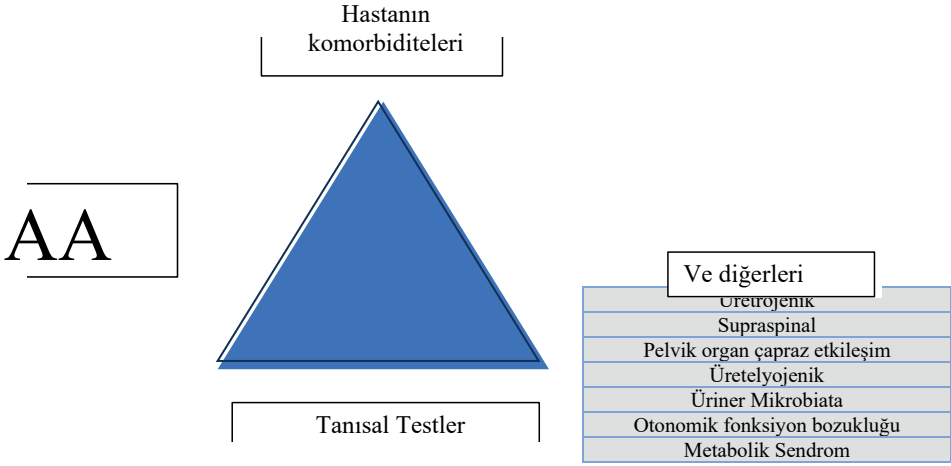 Hastanın
komorbiditeleri
AA
Ve diğerleri
Üretrojenik
Supraspinal
Pelvik organ çapraz etkileşim
Üretelyojenik
Üriner Mikrobiata
Otonomik fonksiyon bozukluğu
Metabolik Sendrom
Tanısal Testler